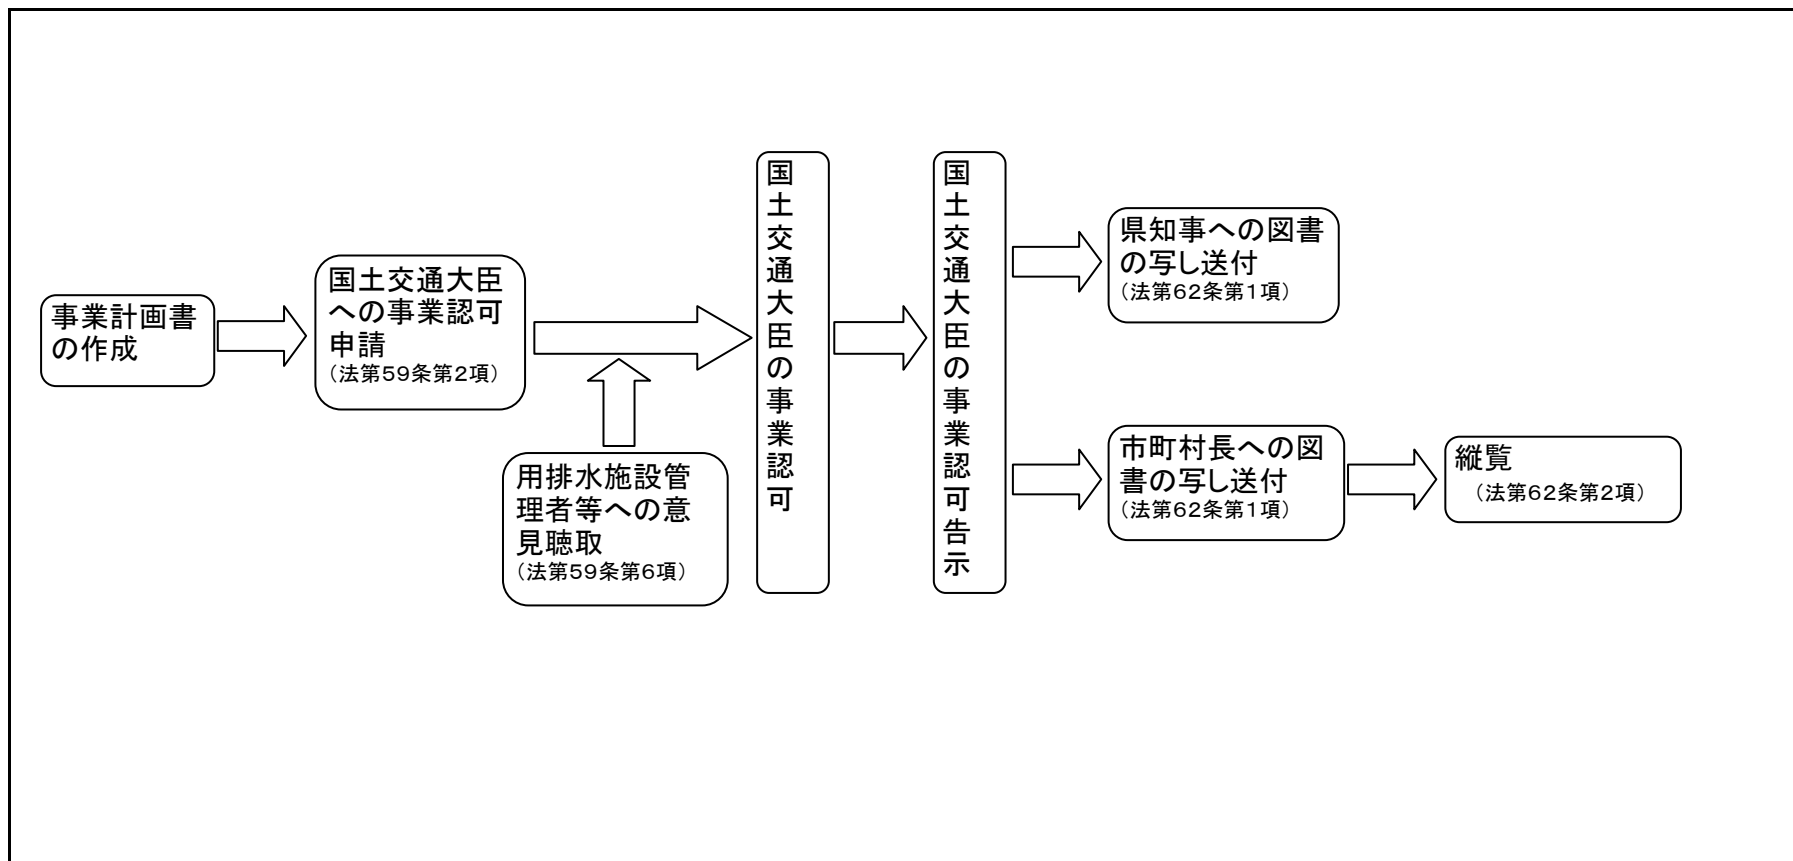 事業計画書
の作成
国土交通大臣
への事業認可
申請
（法第59条第2項）
用排水施設管
理者等への意
見聴取
（法第59条第6項）
国土交通大臣の事業認可
国土交通大臣の事業認可告示
県知事への図書
の写し送付
（法第62条第1項）
市町村長への図
書の写し送付
（法第62条第1項）
縦覧
（法第62条第2項）